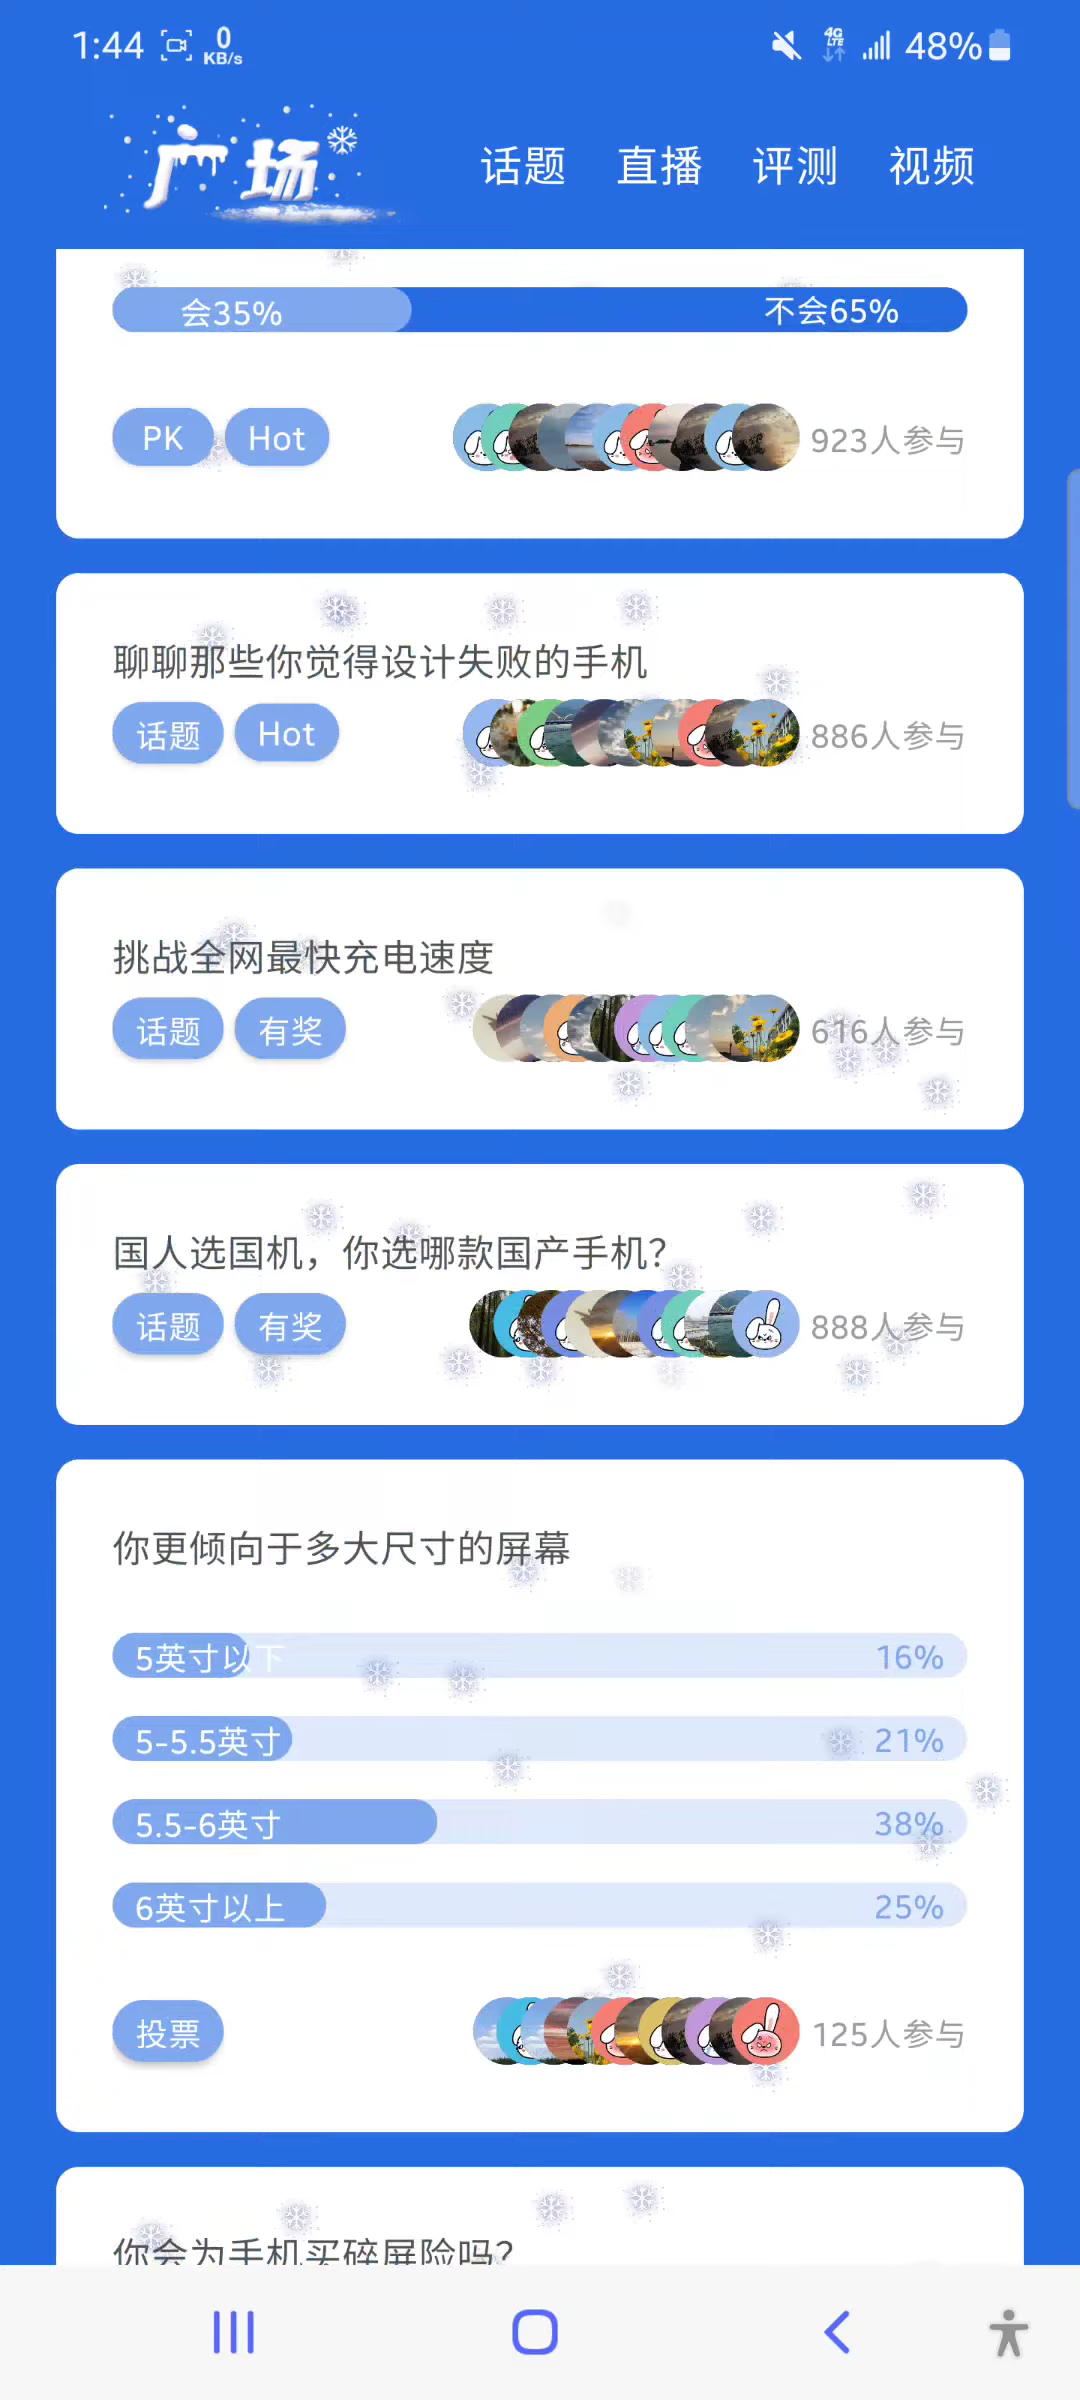 1:44 0 KB/s 4G LTE 48%
广场 话题 直播 评测 视频
会35% 不会65%
PK Hot 923人参与
聊聊那些你觉得设计失败的手机
话题 Hot 886人参与
挑战全网最快充电速度
话题 有奖 616人参与
国人选国机，你选哪款国产手机？
话题 有奖 888人参与
你更倾向于多大尺寸的屏幕
5英寸以下 16%
5-5.5英寸 21%
5.5-6英寸 38%
6英寸以上 25%
投票 125人参与
你会为手机买碎屏险吗？